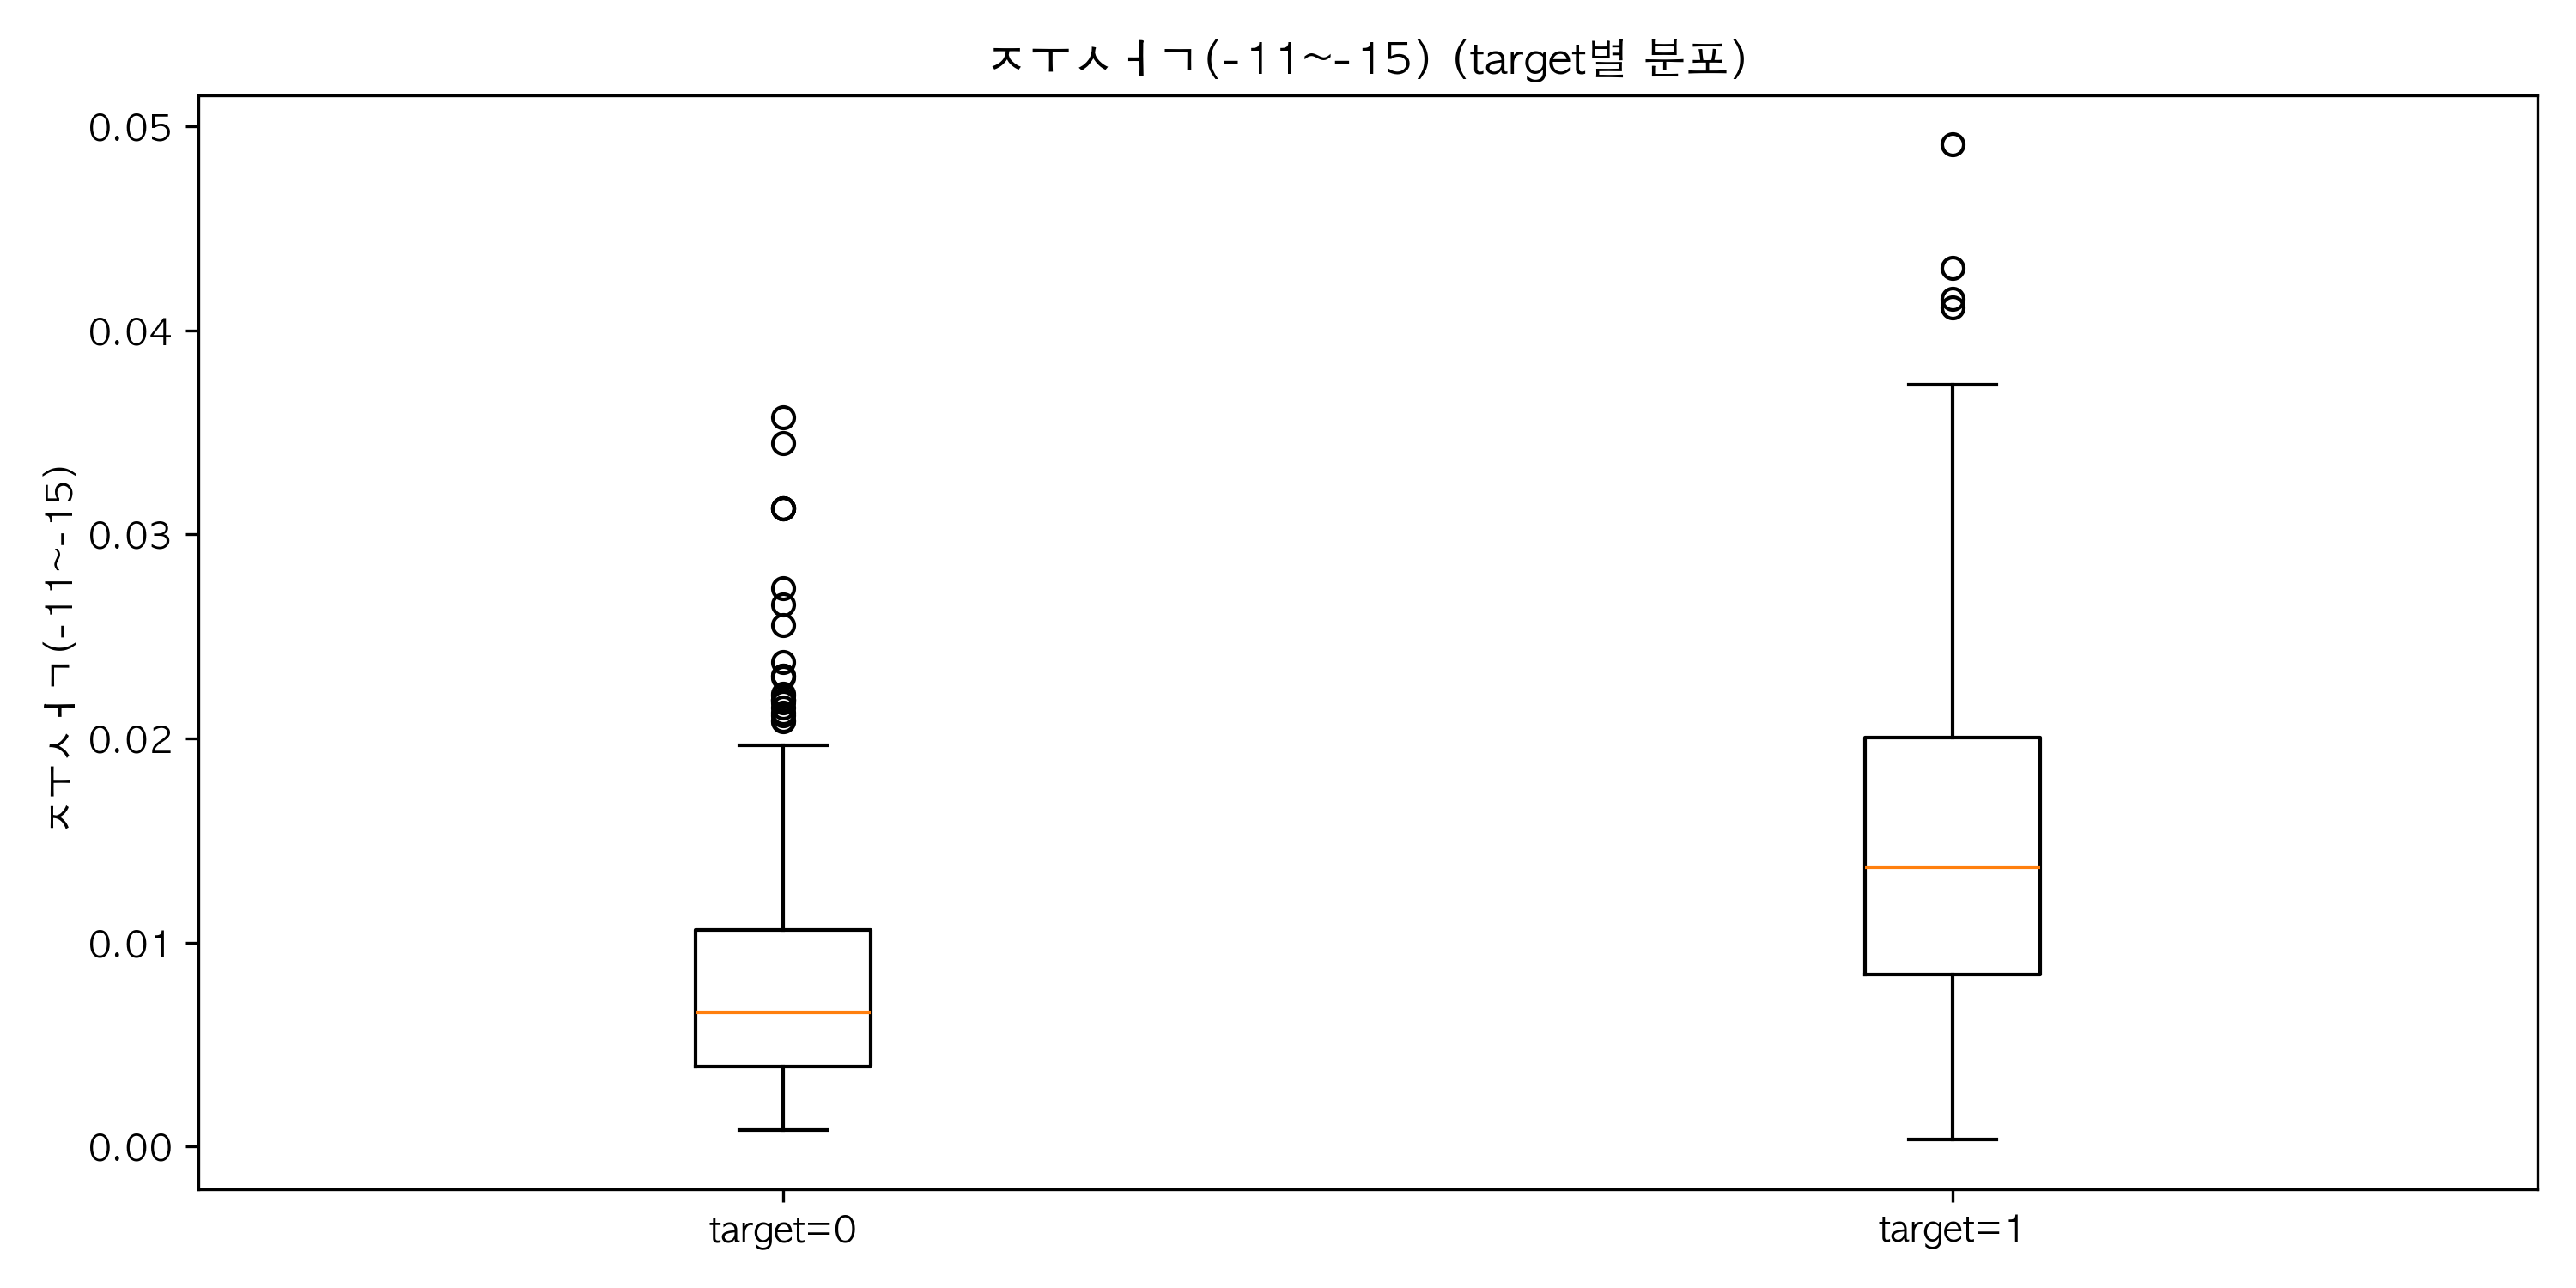 ㅈㅜㅅㅓㄱ(-11~-15) (target별 분포)
ㅈㅜㅅㅓㄱ(-11~-15)
0.05
0.04
0.03
0.02
0.01
0.00
target=0
target=1